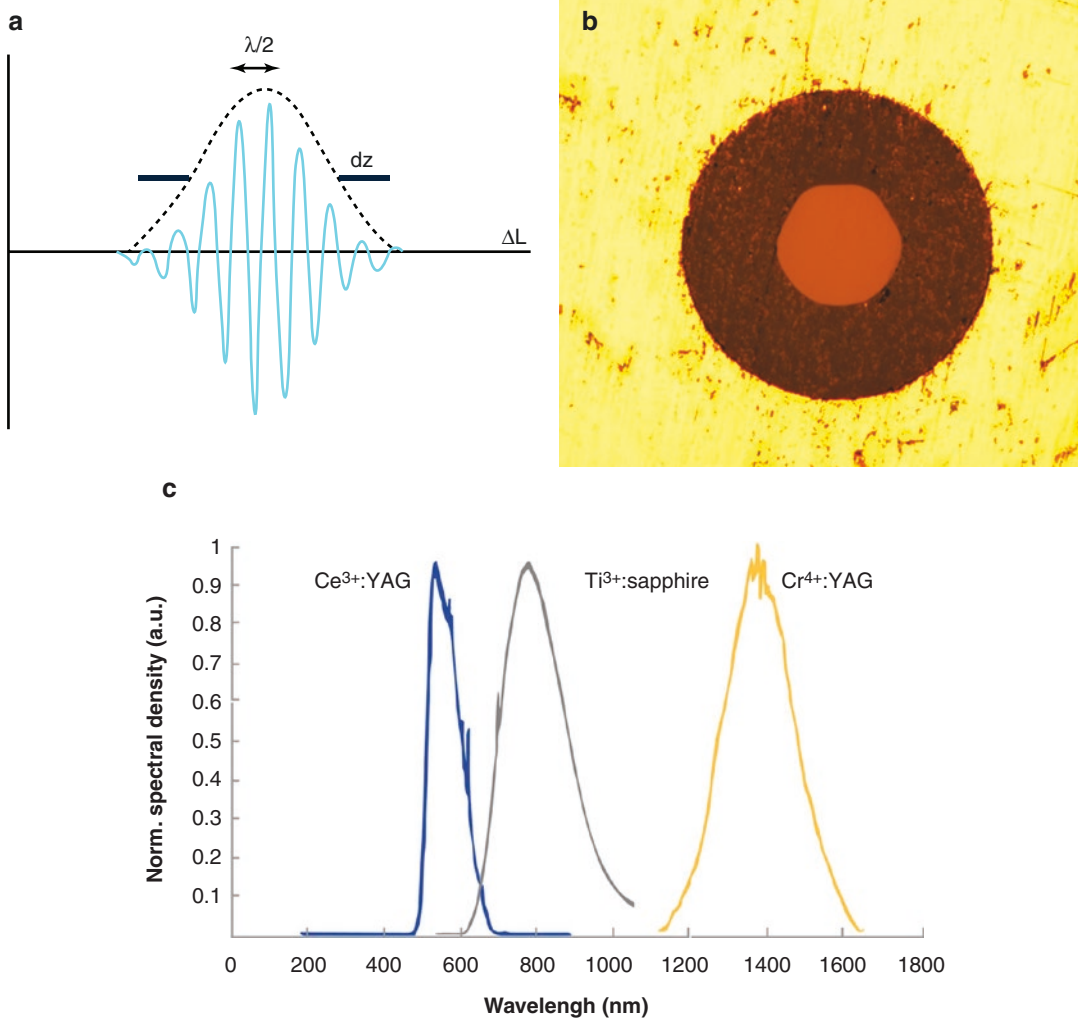 a
λ/2
dz
ΔL
b
c
Ce³⁺:YAG
Ti³⁺:sapphire
Cr⁴⁺:YAG
Norm. spectral density (a.u.)
1
0.9
0.8
0.7
0.6
0.5
0.4
0.3
0.2
0.1
0 200 400 600 800 1000 1200 1400 1600 1800
Wavelengh (nm)